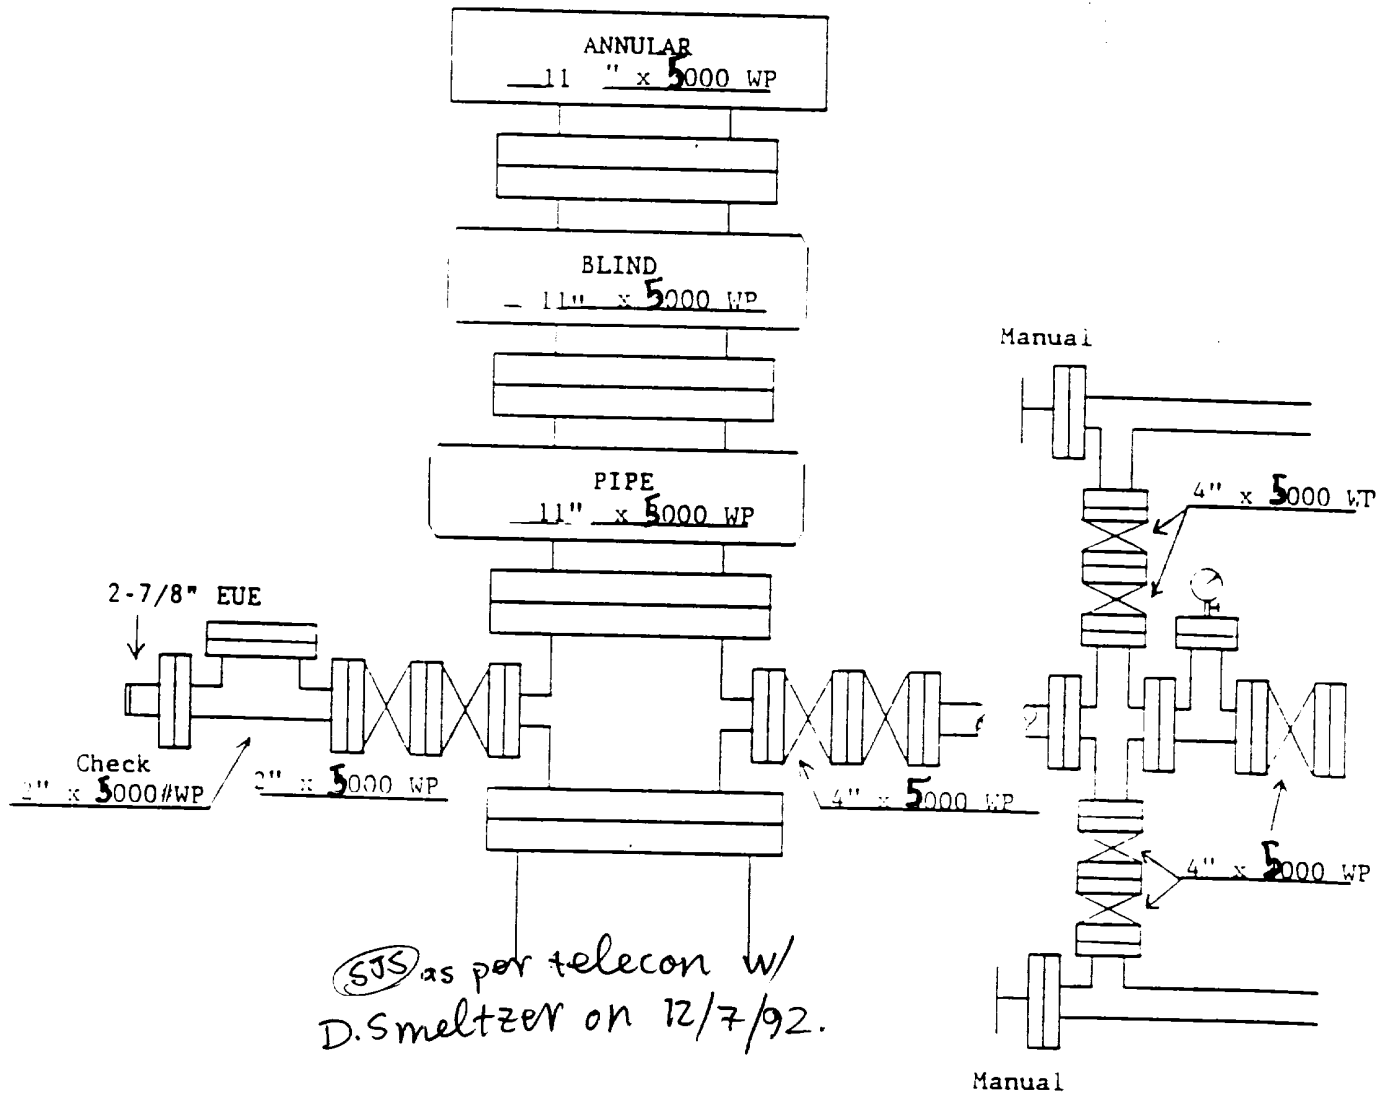 ANNULAR
11 " x 5000 WP
BLIND
11" x 5000 WP
Manual
PIPE
11" x 5000 WP
4" x 5000 WP
2-7/8" EUE
Check
2" x 5000#WP
2" x 5000 WP
4" x 5000 WP
4" x 5000 WP
SJS as per telecon w/
D. Smeltzer on 12/7/92.
Manual